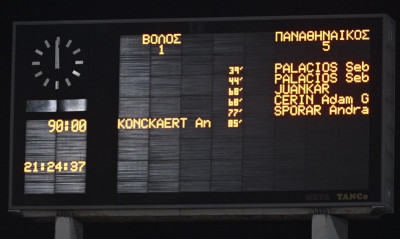 ΒΟΛΟΣ ΠΑΝΑΘΗΝΑΙΚΟΣ
1 5
39' PALACIOS Seb
44' PALACIOS Seb
60' JUANKAR
68' CERIN Adam G
77' SPORAR Andra
90:00 KONCKAERT An 85'
21:24:37
TANCo